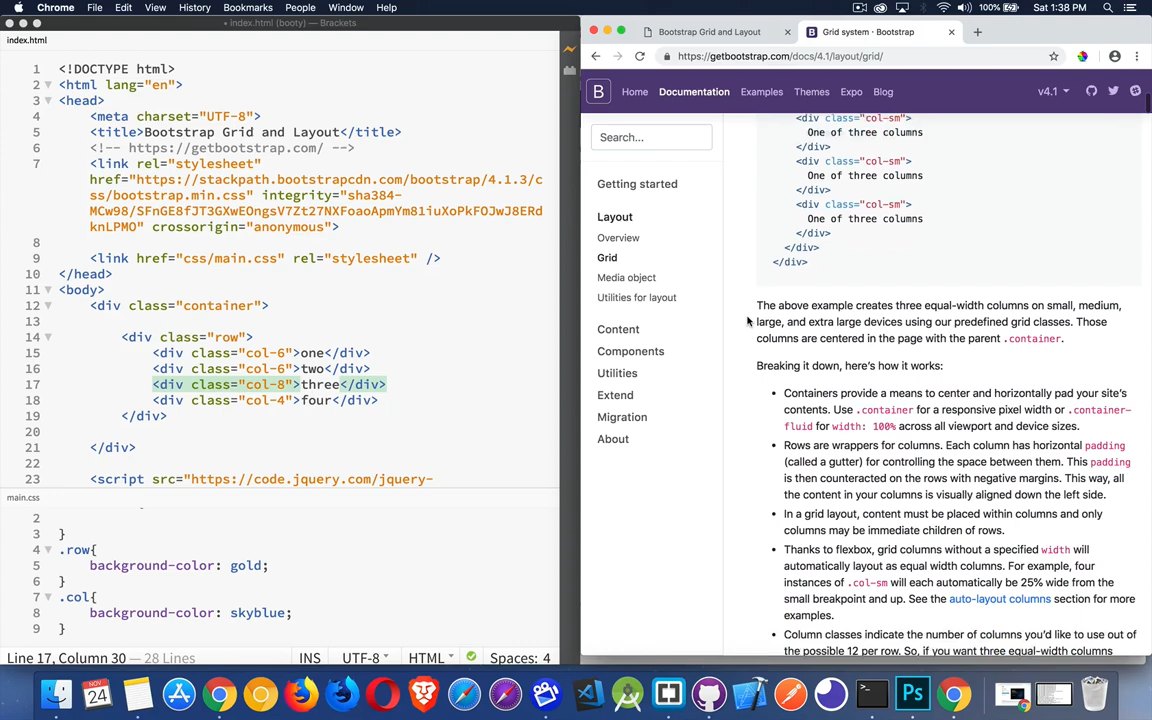 Chrome File Edit View History Bookmarks People Window Help 100% Sat 1:38 PM
index.html (booty) — Brackets
index.html
1 <!DOCTYPE html>
2 <html lang="en">
3 <head>
4 <meta charset="UTF-8">
5 <title>Bootstrap Grid and Layout</title>
6 <!-- https://getbootstrap.com/ -->
7 <link rel="stylesheet"
href="https://stackpath.bootstrapcdn.com/bootstrap/4.1.3/c
ss/bootstrap.min.css" integrity="sha384-
MCw98/SFnGE8fJT3GXwEOngsV7Zt27NXFoaoApmYm81iuXoPkFOJwJ8ERd
knLPMO" crossorigin="anonymous">
8
9 <link href="css/main.css" rel="stylesheet" />
10 </head>
11 <body>
12 <div class="container">
13
14 <div class="row">
15 <div class="col-6">one</div>
16 <div class="col-6">two</div>
17 <div class="col-8">three</div>
18 <div class="col-4">four</div>
19 </div>
20
21 </div>
22
23 <script src="https://code.jquery.com/jquery-
main.css
2
3 }
4 .row{
5 background-color: gold;
6 }
7 .col{
8 background-color: skyblue;
9 }
Line 17, Column 30 — 28 Lines INS UTF-8 HTML Spaces: 4
Bootstrap Grid and Layout
Grid system · Bootstrap
https://getbootstrap.com/docs/4.1/layout/grid/
B Home Documentation Examples Themes Expo Blog v4.1
Search...
Getting started
Layout
Overview
Grid
Media object
Utilities for layout
Content
Components
Utilities
Extend
Migration
About
<div class="col-sm">
One of three columns
</div>
<div class="col-sm">
One of three columns
</div>
<div class="col-sm">
One of three columns
</div>
</div>
</div>
The above example creates three equal-width columns on small, medium,
large, and extra large devices using our predefined grid classes. Those
columns are centered in the page with the parent .container.
Breaking it down, here's how it works:
• Containers provide a means to center and horizontally pad your site's
contents. Use .container for a responsive pixel width or .container-
fluid for width: 100% across all viewport and device sizes.
• Rows are wrappers for columns. Each column has horizontal padding
(called a gutter) for controlling the space between them. This padding
is then counteracted on the rows with negative margins. This way, all
the content in your columns is visually aligned down the left side.
• In a grid layout, content must be placed within columns and only
columns may be immediate children of rows.
• Thanks to flexbox, grid columns without a specified width will
automatically layout as equal width columns. For example, four
instances of .col-sm will each automatically be 25% wide from the
small breakpoint and up. See the auto-layout columns section for more
examples.
• Column classes indicate the number of columns you'd like to use out of
the possible 12 per row. So, if you want three equal-width columns
NOV
24
Ps